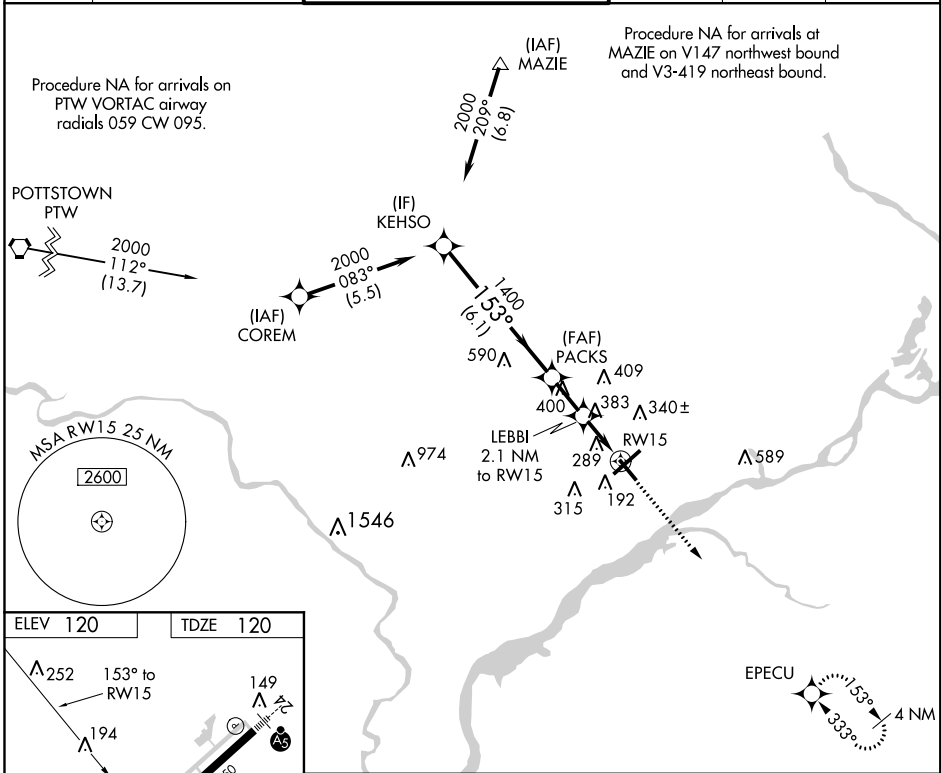 (IAF)
MAZIE
Procedure NA for arrivals at
MAZIE on V147 northwest bound
and V3-419 northeast bound.
Procedure NA for arrivals on
PTW VORTAC airway
radials 059 CW 095.
2000
209°
(6.8)
POTTSTOWN
PTW
2000
112°
(13.7)
(IF)
KEHSO
2000
083°
(5.5)
(IAF)
COREM
1400
153°
(6.1)
(FAF)
PACKS
590
409
400
383
340±
LEBBI
2.1 NM
to RW15
289
RW15
589
974
315
192
1546
MSA RW15 25 NM
2600
ELEV 120
TDZE 120
252
153° to
RW15
149
24
194
A5
EPECU
153°
333°
4 NM